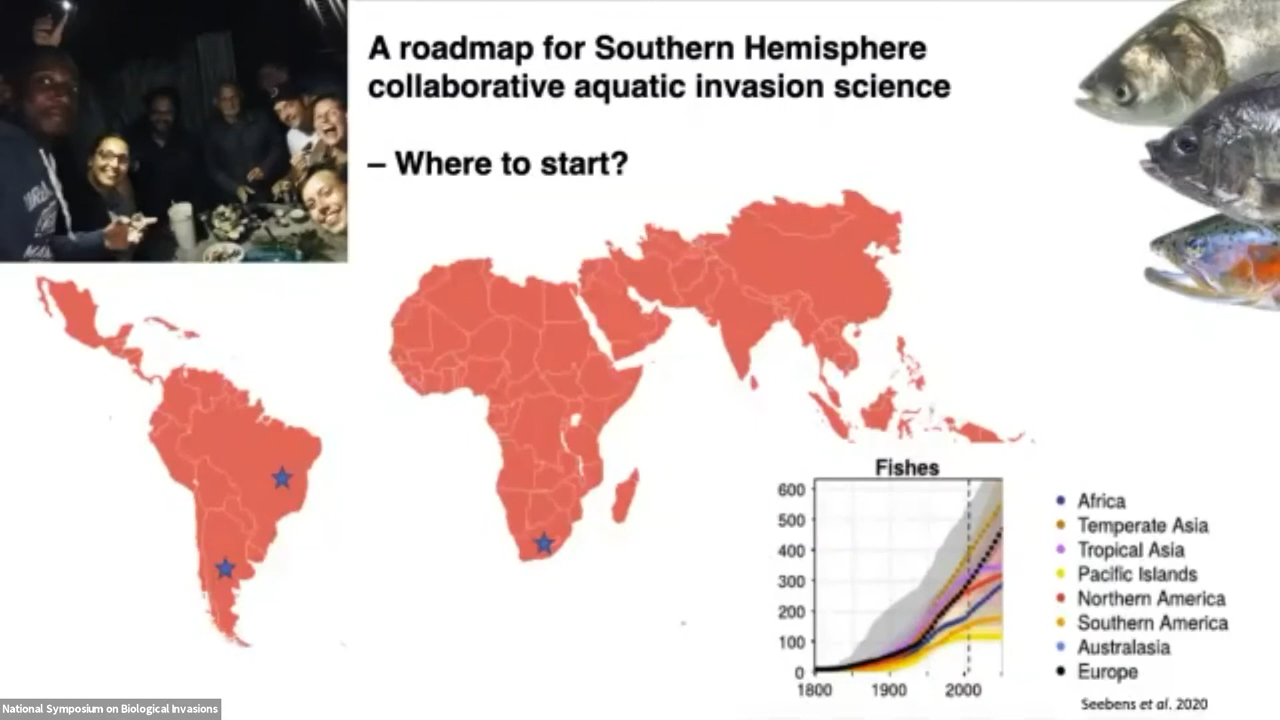 A roadmap for Southern Hemisphere
collaborative aquatic invasion science
– Where to start?
Fishes
600
500
400
300
200
100
0
1800
1900
2000
Africa
Temperate Asia
Tropical Asia
Pacific Islands
Northern America
Southern America
Australasia
Europe
Seebens et al. 2020
National Symposium on Biological Invasions